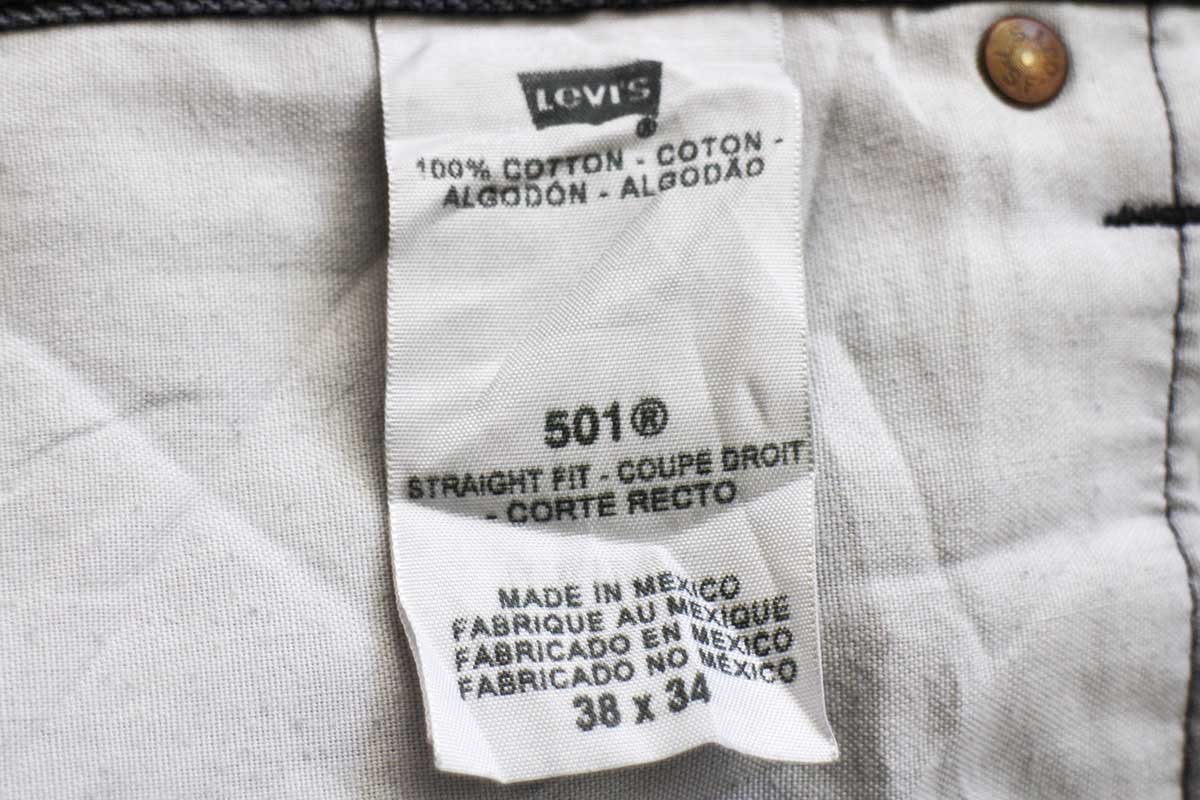 Levi's
®
100% COTTON - COTON -
ALGODÓN - ALGODÃO
501®
STRAIGHT FIT - COUPE DROIT
- CORTE RECTO
MADE IN MEXICO
FABRIQUE AU MEXIQUE
FABRICADO EN MEXICO
FABRICADO NO MÉXICO
38 x 34